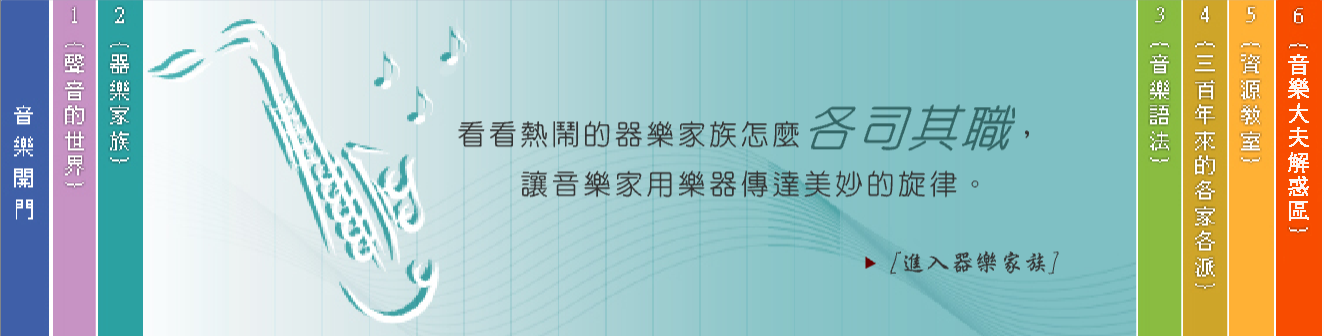 音樂開門
1
︷聲音的世界︸
2
︷器樂家族︸
看看熱鬧的器樂家族怎麼各司其職，
讓音樂家用樂器傳達美妙的旋律。
[進入器樂家族]
3
︷音樂語法︸
4
︷三百年來的各家各派︸
5
︷資源教室︸
6
︷音樂大夫解惑區︸